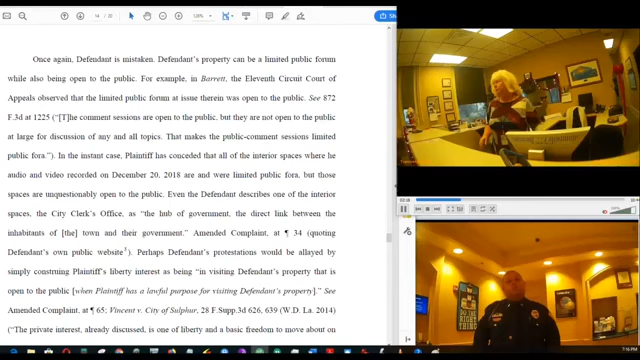 14 / 20
128%
Sha
Once again, Defendant is mistaken. Defendant's property can be a limited public forum
while also being open to the public. For example, in Barrett, the Eleventh Circuit Court of
Appeals observed that the limited public forum at issue therein was open to the public. See 872
F.3d at 1225 ("[T]he comment sessions are open to the public, but they are not open to the public
at large for discussion of any and all topics. That makes the public-comment sessions limited
public fora."). In the instant case, Plaintiff has conceded that all of the interior spaces where he
audio and video recorded on December 20, 2018 are and were limited public fora, but those
spaces are unquestionably open to the public. Even the Defendant describes one of the interior
spaces, the City Clerk's Office, as "the hub of government, the direct link between the
inhabitants of [the] town and their government." Amended Complaint, at ¶ 34 (quoting
Defendant's own public website5). Perhaps Defendant's protestations would be allayed by
simply construing Plaintiff's liberty interest as being "in visiting Defendant's property that is
open to the public [when Plaintiff has a lawful purpose for visiting Defendant's property]." See
Amended Complaint, at ¶ 65; Vincent v. City of Sulphur, 28 F.Supp.3d 626, 639 (W.D. La. 2014)
("The private interest, already discussed, is one of liberty and a basic freedom to move about on
02:18
DO THE
RIGHT
THING
7:16 PM